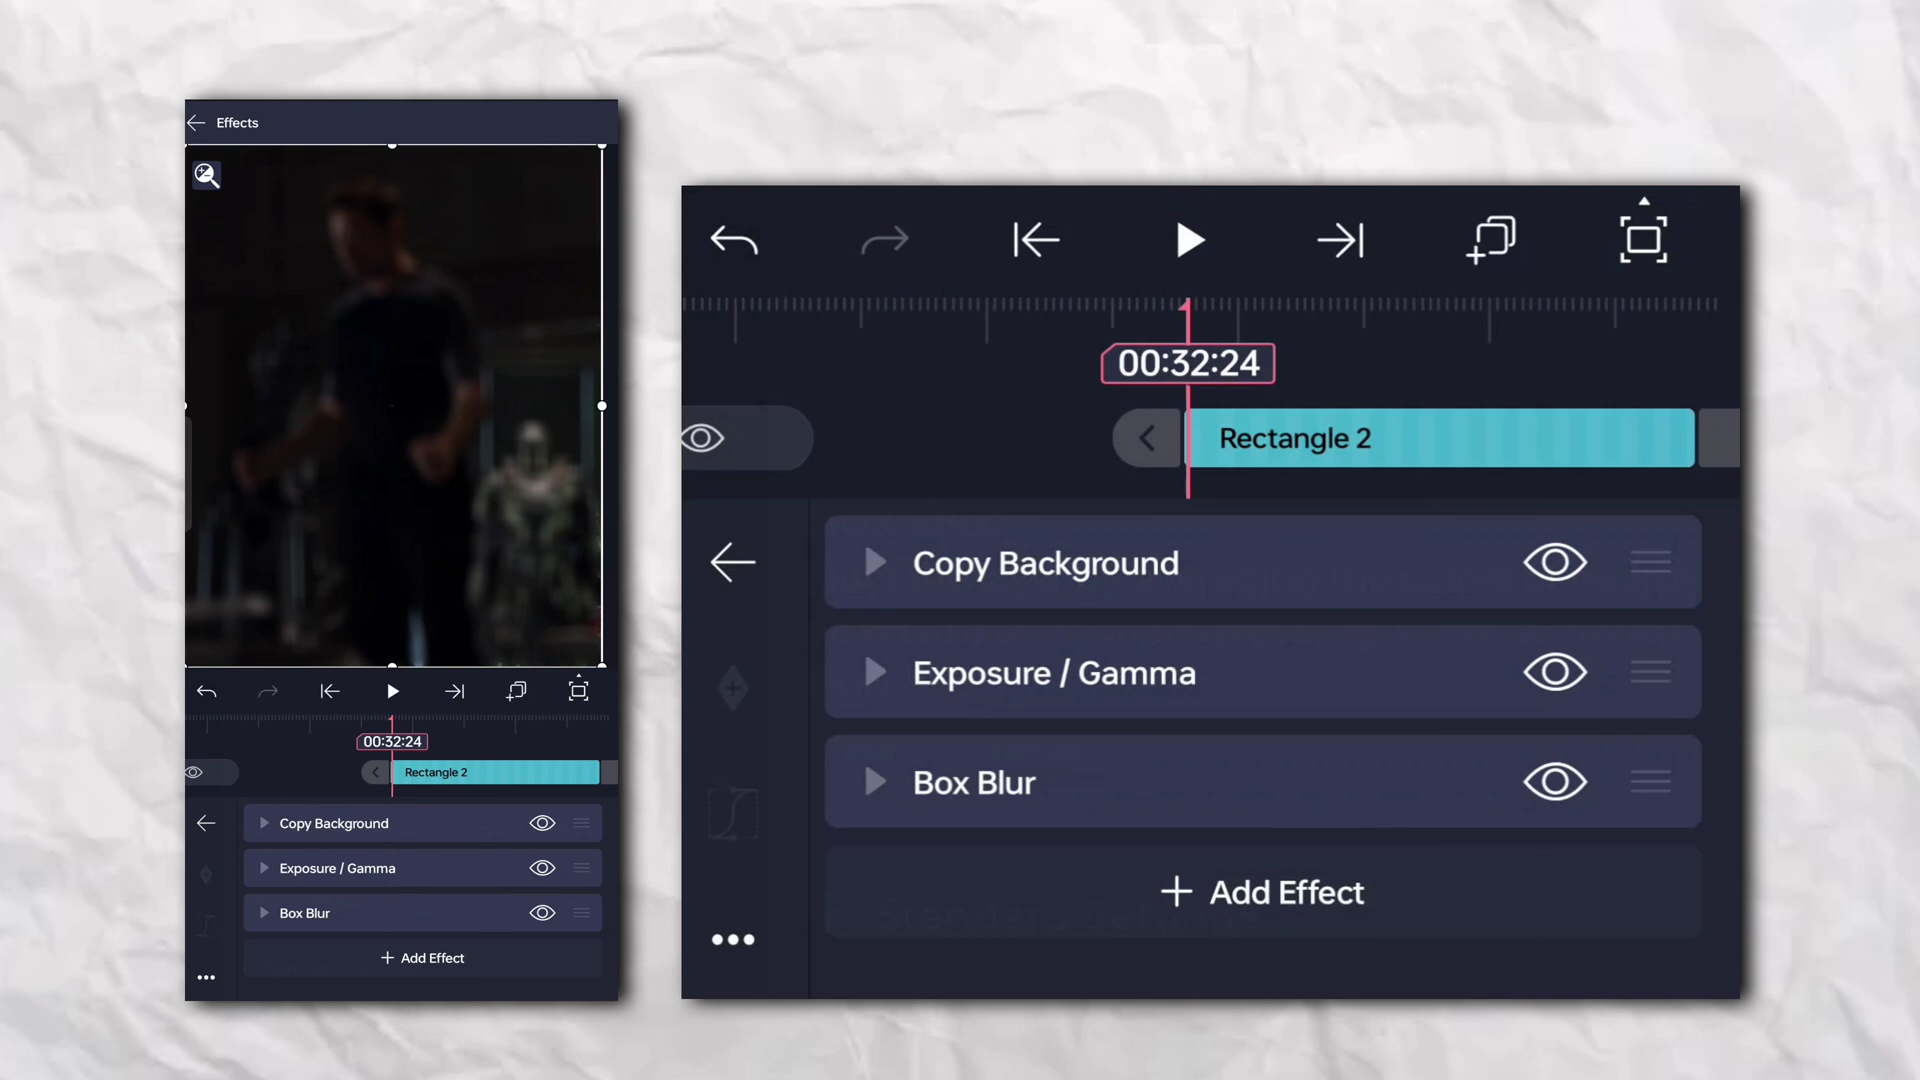 Effects
00:32:24
Rectangle 2
Copy Background
Exposure / Gamma
Box Blur
+ Add Effect
00:32:24
Rectangle 2
Copy Background
Exposure / Gamma
Box Blur
+ Add Effect